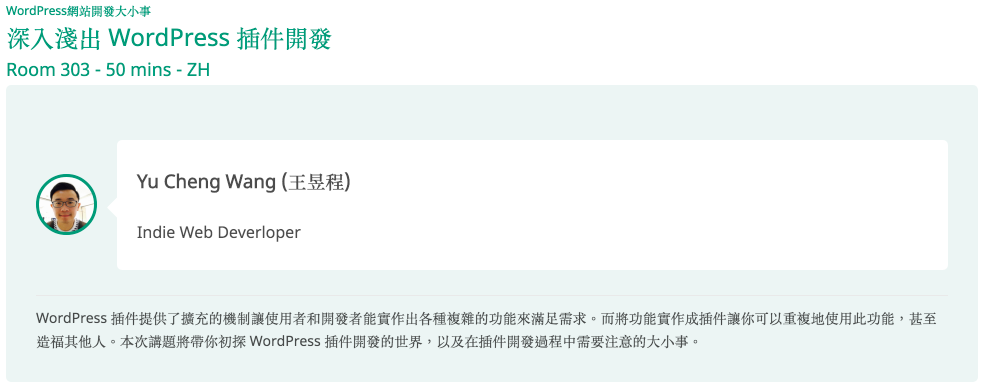 WordPress網站開發大小事
深入淺出 WordPress 插件開發
Room 303 - 50 mins - ZH
Yu Cheng Wang (王昱程)
Indie Web Deverloper
WordPress 插件提供了擴充的機制讓使用者和開發者能實作出各種複雜的功能來滿足需求。而將功能實作成插件讓你可以重複地使用此功能，甚至
造福其他人。本次講題將帶你初探 WordPress 插件開發的世界，以及在插件開發過程中需要注意的大小事。